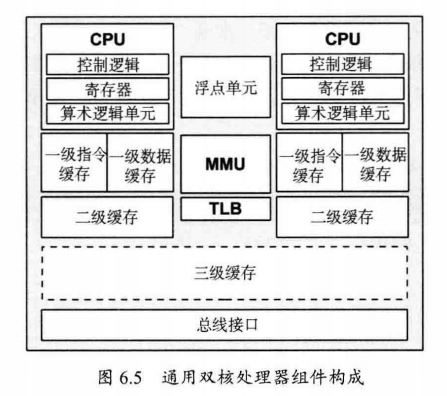 CPU
控制逻辑
寄存器
算术逻辑单元
一级指令缓存
一级数据缓存
二级缓存
浮点单元
MMU
TLB
CPU
控制逻辑
寄存器
算术逻辑单元
一级指令缓存
一级数据缓存
二级缓存
三级缓存
总线接口
图 6.5 通用双核处理器组件构成